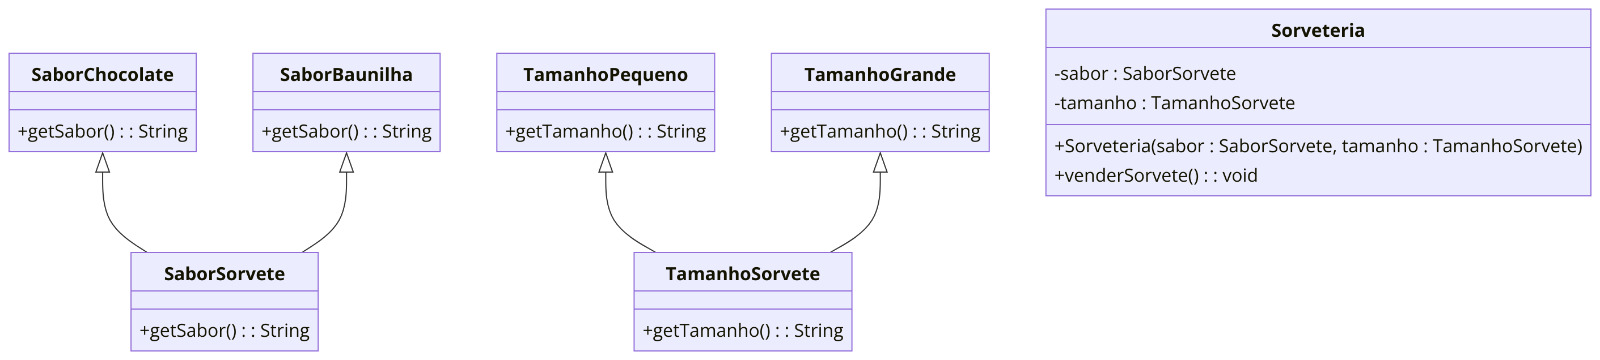 SaborChocolate
+getSabor() : : String
SaborBaunilha
+getSabor() : : String
TamanhoPequeno
+getTamanho() : : String
TamanhoGrande
+getTamanho() : : String
Sorveteria
-sabor : SaborSorvete
-tamanho : TamanhoSorvete
+Sorveteria(sabor : SaborSorvete, tamanho : TamanhoSorvete)
+venderSorvete() : : void
SaborSorvete
+getSabor() : : String
TamanhoSorvete
+getTamanho() : : String